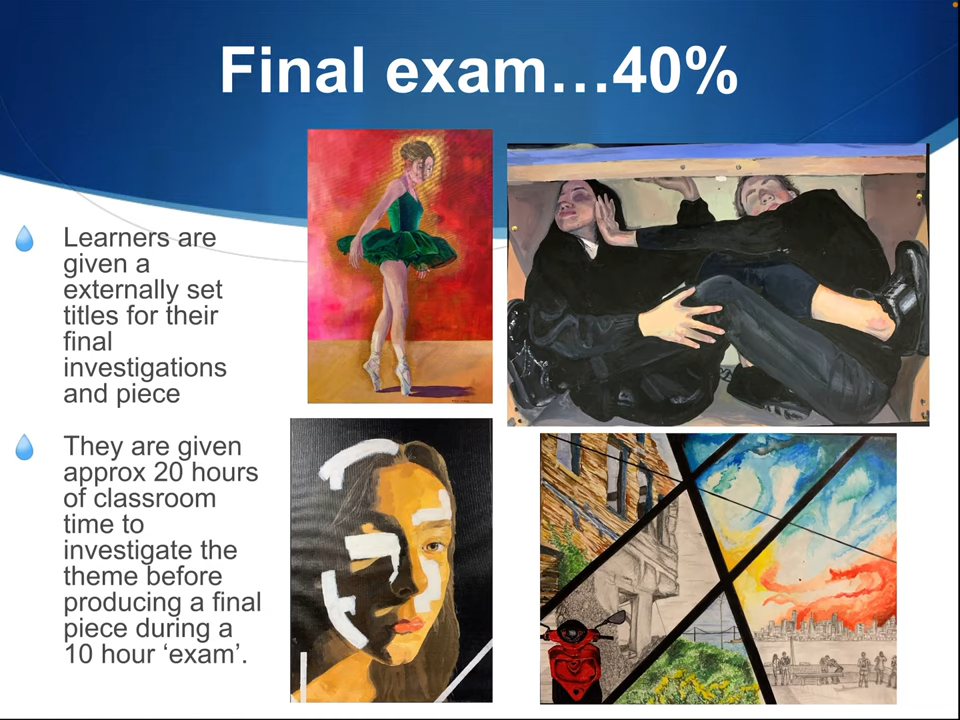 Final exam…40%
Learners are
given a
externally set
titles for their
final
investigations
and piece
They are given
approx 20 hours
of classroom
time to
investigate the
theme before
producing a final
piece during a
10 hour ‘exam’.